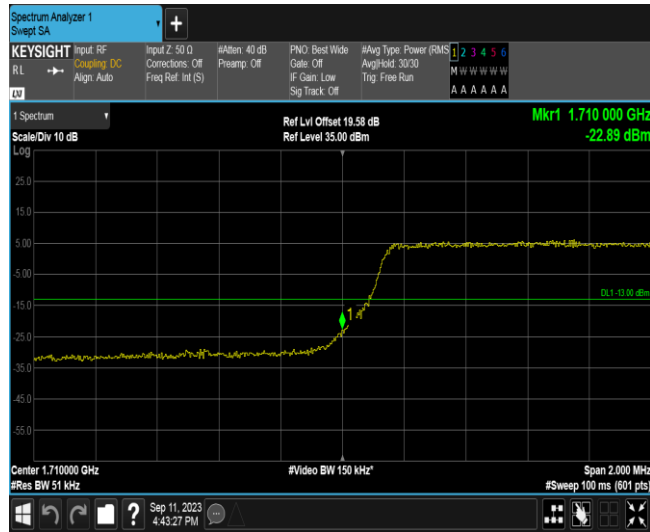 Spectrum Analyzer 1
Swept SA
+
KEYSIGHT
RL
LXI
Input: RF
Coupling: DC
Align: Auto
Input Z: 50 Ω
Corrections: Off
Freq Ref: Int (S)
#Atten: 40 dB
Preamp: Off
PNO: Best Wide
Gate: Off
IF Gain: Low
Sig Track: Off
#Avg Type: Power (RMS
Avg|Hold: 30/30
Trig: Free Run
1 2 3 4 5 6
M W W W W W
A A A A A A
1 Spectrum
Scale/Div 10 dB
Ref Lvl Offset 19.58 dB
Ref Level 35.00 dBm
Mkr1 1.710 000 GHz
-22.89 dBm
Log
25.0
15.0
5.00
-5.00
-15.0
-25.0
-35.0
-45.0
-55.0
DL1 -13.00 dBm
1
Center 1.710000 GHz
#Res BW 51 kHz
#Video BW 150 kHz*
Span 2.000 MHz
#Sweep 100 ms (601 pts)
?
Sep 11, 2023
4:43:27 PM